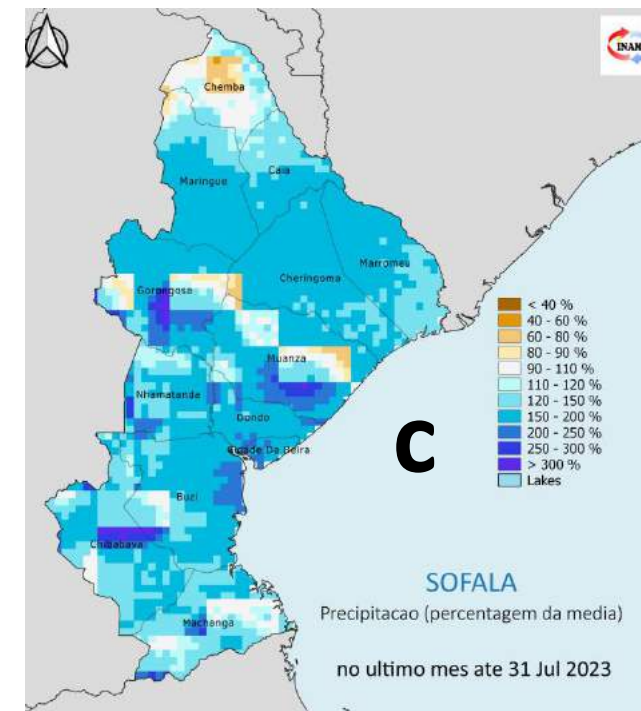 INAM
Chemba
Caia
Maringue
Marromeu
Cheringoma
Gorongosa
Muanza
Nhamatanda
Dondo
Da Beira
Buzi
Chibabava
Machanga
< 40 %
40 - 60 %
60 - 80 %
80 - 90 %
90 - 110 %
110 - 120 %
120 - 150 %
150 - 200 %
200 - 250 %
250 - 300 %
> 300 %
Lakes
C
SOFALA
Precipitacao (percentagem da media)
no ultimo mes ate 31 Jul 2023